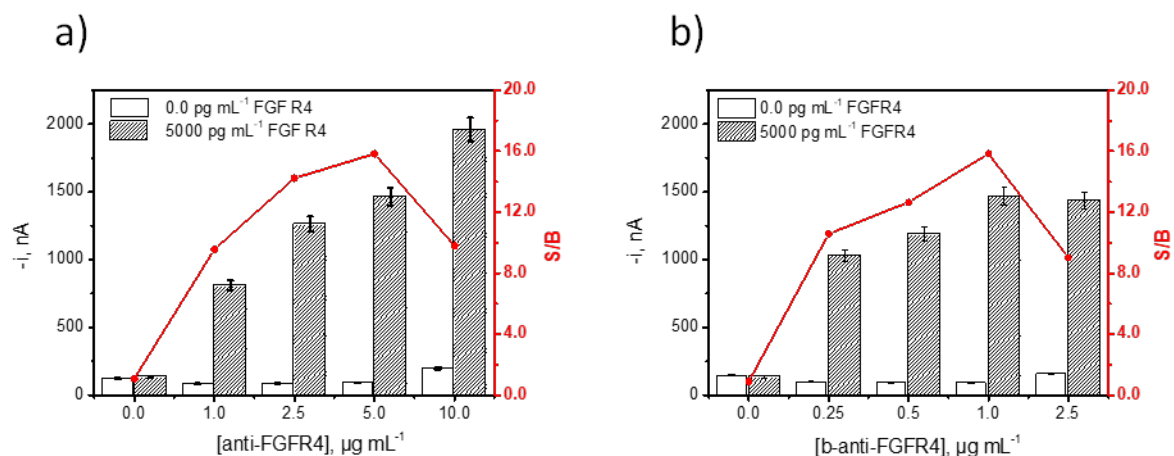 a)
0.0 pg mL⁻¹ FGF R4
5000 pg mL⁻¹ FGF R4
-i, nA
2000
1500
1000
500
0
20.0
16.0
12.0
8.0
4.0
0.0
S/B
0.0 1.0 2.5 5.0 10.0
[anti-FGFR4], µg mL⁻¹
b)
0.0 pg mL⁻¹ FGFR4
5000 pg mL⁻¹ FGFR4
-i, nA
2000
1500
1000
500
0
20.0
16.0
12.0
8.0
4.0
0.0
S/B
0.0 0.25 0.5 1.0 2.5
[b-anti-FGFR4], µg mL⁻¹